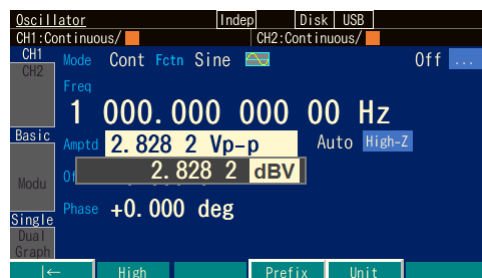 Oscillator Indep Disk USB
CH1:Continuous/ CH2:Continuous/
CH1 Mode Cont Fctn Sine Off ...
CH2
Freq
1 000.000 000 00 Hz
Basic Amptd 2.828 2 Vp-p Auto High-Z
2.828 2 dBV
Modu
Phase +0.000 deg
Single
Dual
Graph
|← High Prefix Unit